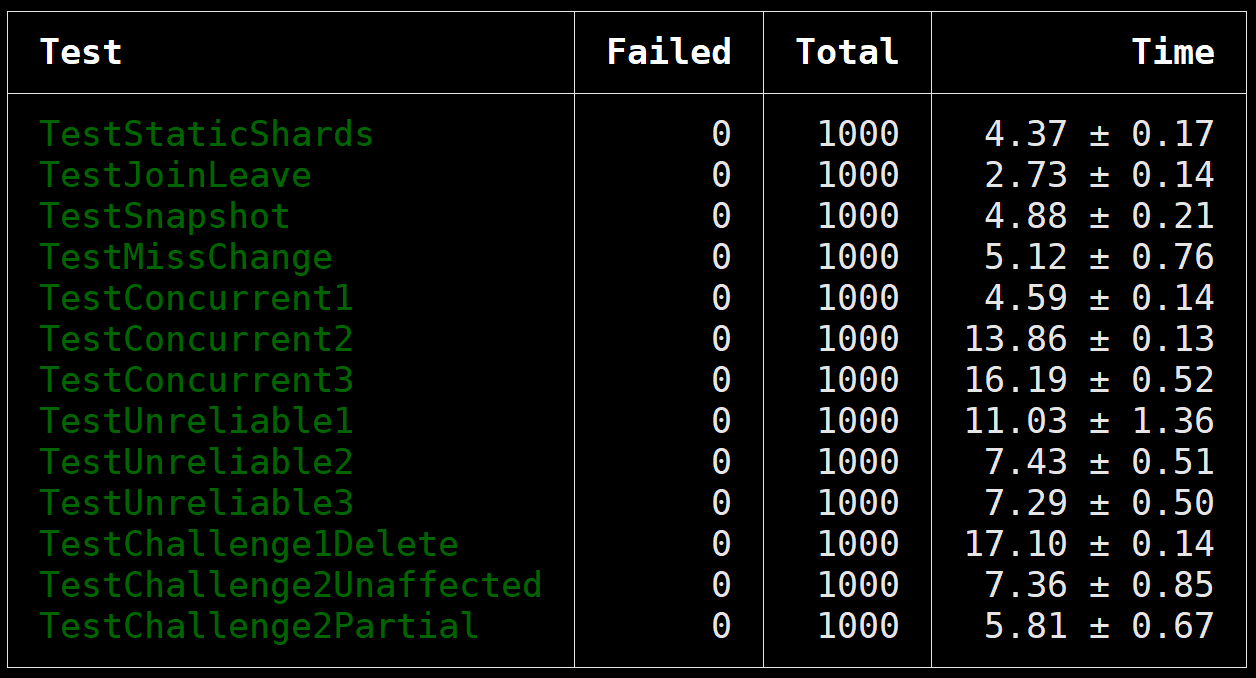 Test Failed Total Time
TestStaticShards 0 1000 4.37 ± 0.17
TestJoinLeave 0 1000 2.73 ± 0.14
TestSnapshot 0 1000 4.88 ± 0.21
TestMissChange 0 1000 5.12 ± 0.76
TestConcurrent1 0 1000 4.59 ± 0.14
TestConcurrent2 0 1000 13.86 ± 0.13
TestConcurrent3 0 1000 16.19 ± 0.52
TestUnreliable1 0 1000 11.03 ± 1.36
TestUnreliable2 0 1000 7.43 ± 0.51
TestUnreliable3 0 1000 7.29 ± 0.50
TestChallenge1Delete 0 1000 17.10 ± 0.14
TestChallenge2Unaffected 0 1000 7.36 ± 0.85
TestChallenge2Partial 0 1000 5.81 ± 0.67